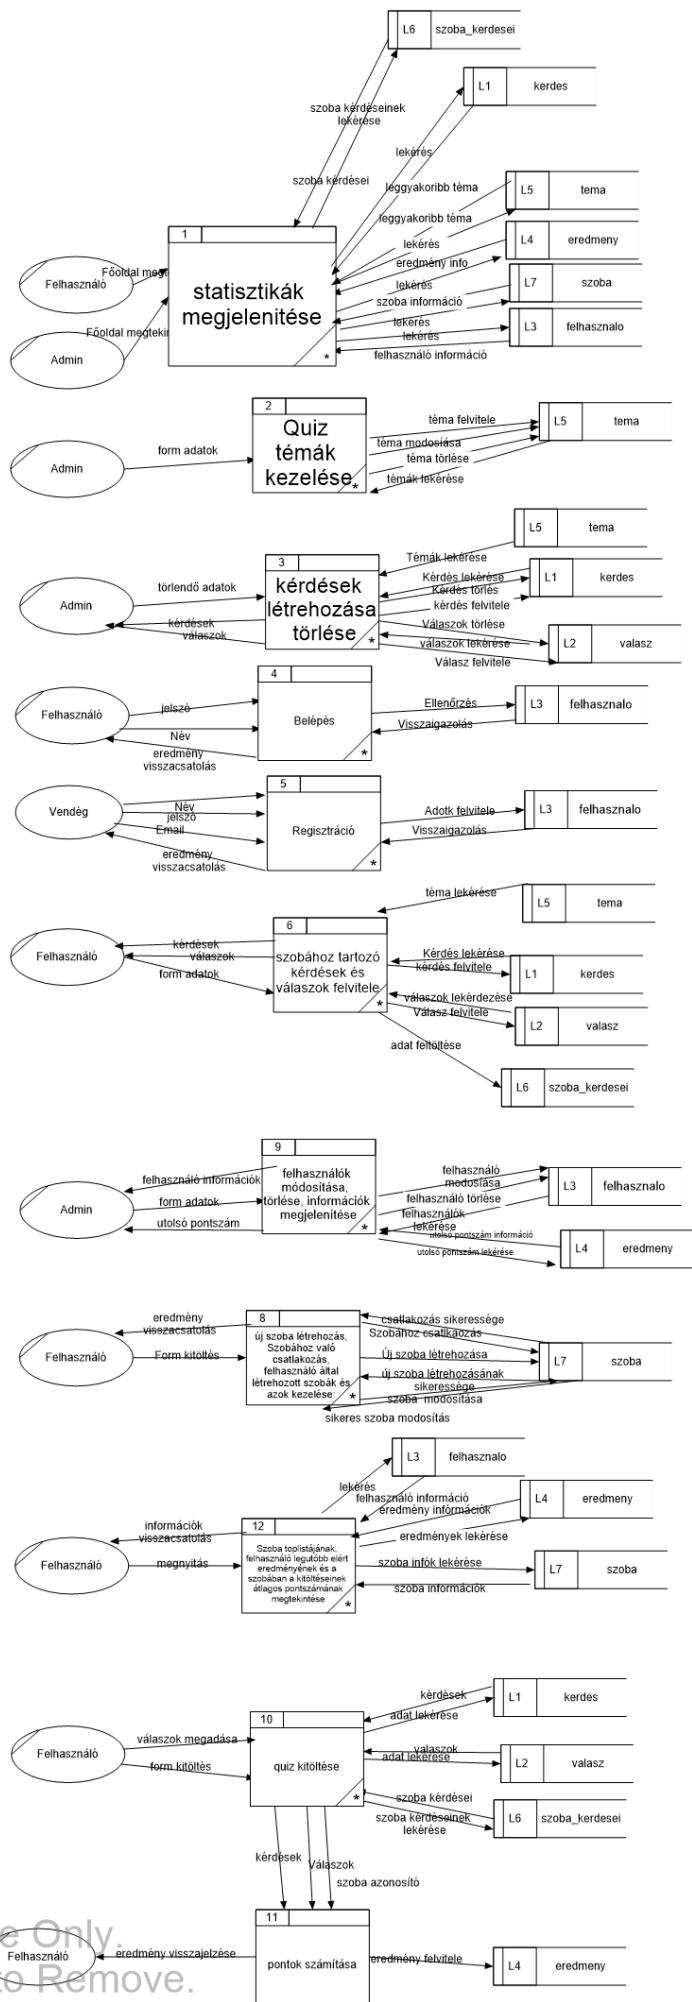 L6 szoba_kerdesei
L1 kerdes
szoba kérdéseinek
lekérése
lekérés
szoba kérdései
leggyakoribb téma
L5 tema
leggyakoribb téma
1
lekérés
L4 eredmeny
eredmény info
Felhasználó
Főoldal megt
statisztikák
megjelenítése
lekérés
L7 szoba
szoba információ
lekérés
L3 felhasznalo
Admin
Főoldal megtekin
lekérés
felhasználó információ
*
2
Quiz
témák
kezelése
*
téma felvitele
L5 tema
téma modosíása
téma törlése
témák lekérése
Admin
form adatok
L5 tema
3
Témák lekérése
kérdések
létrehozása
törlése
*
Kérdés lekérése
L1 kerdes
Kérdés törlés
kérdés felvitele
Admin
törlendő adatok
kérdések
válaszok
Válaszok törlése
válaszok lekérése
L2 valasz
Válasz felvitele
4
Belépés
*
Felhasználó
jelszó
Név
eredmény
visszacsatolás
Ellenőrzés
L3 felhasznalo
Visszaigazolás
5
Regisztráció
*
Vendég
Név
jelszó
Email
eredmény
visszacsatolás
Adotk felvitele
L3 felhasznalo
Visszaigazolás
téma lekérése
L5 tema
6
szobához tartozó
kérdések és
válaszok felvitele
*
Felhasználó
kérdések
válaszok
form adatok
Kérdés lekérése
kérdés felvitele
L1 kerdes
válaszok lekérdezése
Válasz felvitele
L2 valasz
adat feltöltése
L6 szoba_kerdesei
9
felhasználók
módosítása,
törlése, információk
megjelenítése
*
Admin
felhasználó információk
form adatok
utolsó pontszám
felhasználó
modosíása
felhasználó törlése
L3 felhasznalo
felhasználók
lekérése
utolsó pontszám információ
utolsó pontszám lekérése
L4 eredmeny
8
új szoba létrehozás,
Szobához való
csatlakozás,
felhasználó által
létrehozott szobák és
azok kezelése:
*
Felhasználó
eredmény
visszacsatolás
Form kitöltés
csatlakozás sikeressége
Szobához csatlkaozás
Új szoba létrehozása
L7 szoba
új szoba létrehozásának
sikeressége
szoba modosítása
sikeres szoba modosítás
L3 felhasznalo
lekérés
felhasználó információ
eredmény információk
L4 eredmeny
12
Szoba toplistájának,
felhasználó legutóbb elért
eredményének és a
szobában a kitöltéseinek
átlagos pontszámának
megtekintése
*
Felhasználó
információk
visszacsatolás
megnyitás
eredmények lekérése
szoba infók lekérése
L7 szoba
szoba információk
kérdések
L1 kerdes
adat lekérése
10
quiz kitöltése
*
Felhasználó
válaszok megadása
form kitöltés
valaszok
adat lekérése
L2 valasz
szoba kérdései
szoba kérdéseinek
lekérése
L6 szoba_kerdesei
kérdések
Válaszok
szoba azonosító
11
pontok számítása
e Only.
to Remove.
Felhasználó
eredmény visszajelzése
eredmény felvitele
L4 eredmeny